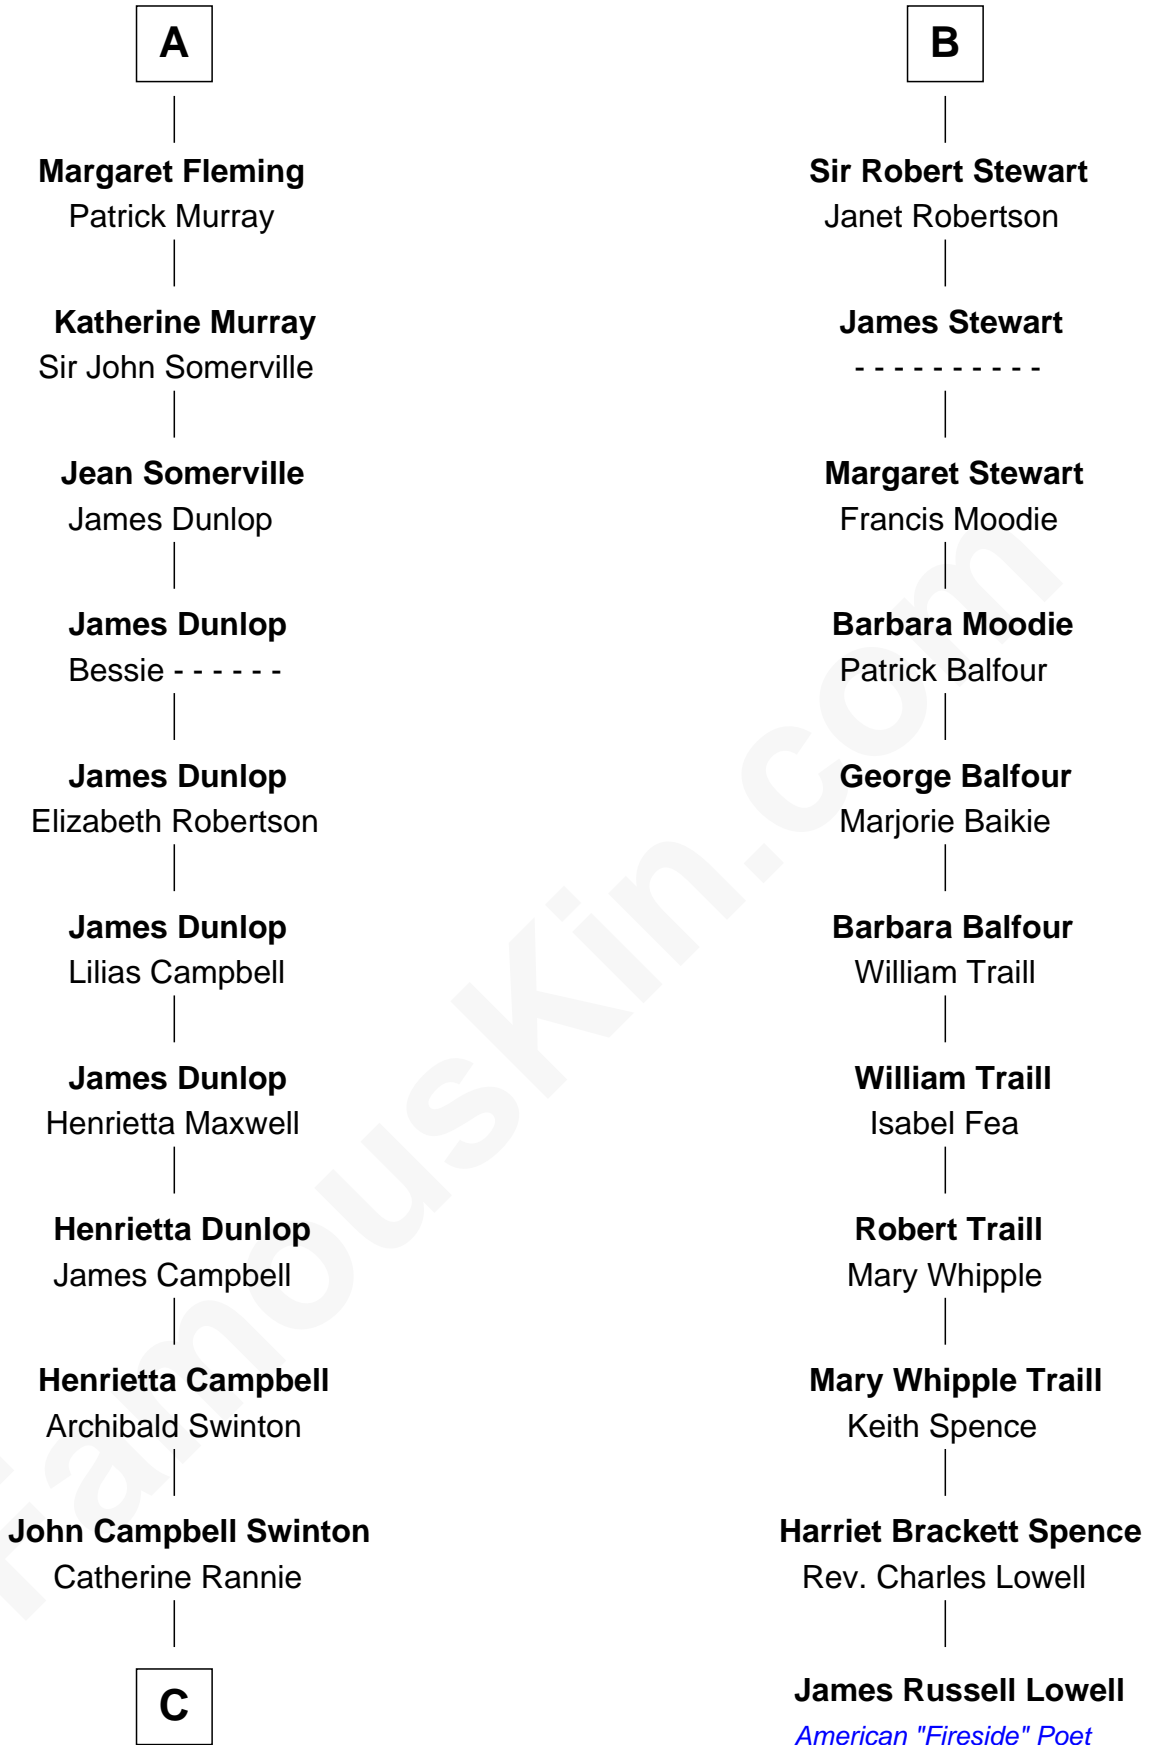 A
Margaret Fleming
Patrick Murray
Katherine Murray
Sir John Somerville
Jean Somerville
James Dunlop
James Dunlop
Bessie - - - - - -
James Dunlop
Elizabeth Robertson
James Dunlop
Lilias Campbell
James Dunlop
Henrietta Maxwell
Henrietta Dunlop
James Campbell
Henrietta Campbell
Archibald Swinton
John Campbell Swinton
Catherine Rannie
C
B
Sir Robert Stewart
Janet Robertson
James Stewart
- - - - - - - - - -
Margaret Stewart
Francis Moodie
Barbara Moodie
Patrick Balfour
George Balfour
Marjorie Baikie
Barbara Balfour
William Traill
William Traill
Isabel Fea
Robert Traill
Mary Whipple
Mary Whipple Traill
Keith Spence
Harriet Brackett Spence
Rev. Charles Lowell
James Russell Lowell
American "Fireside" Poet
FamousKin.com